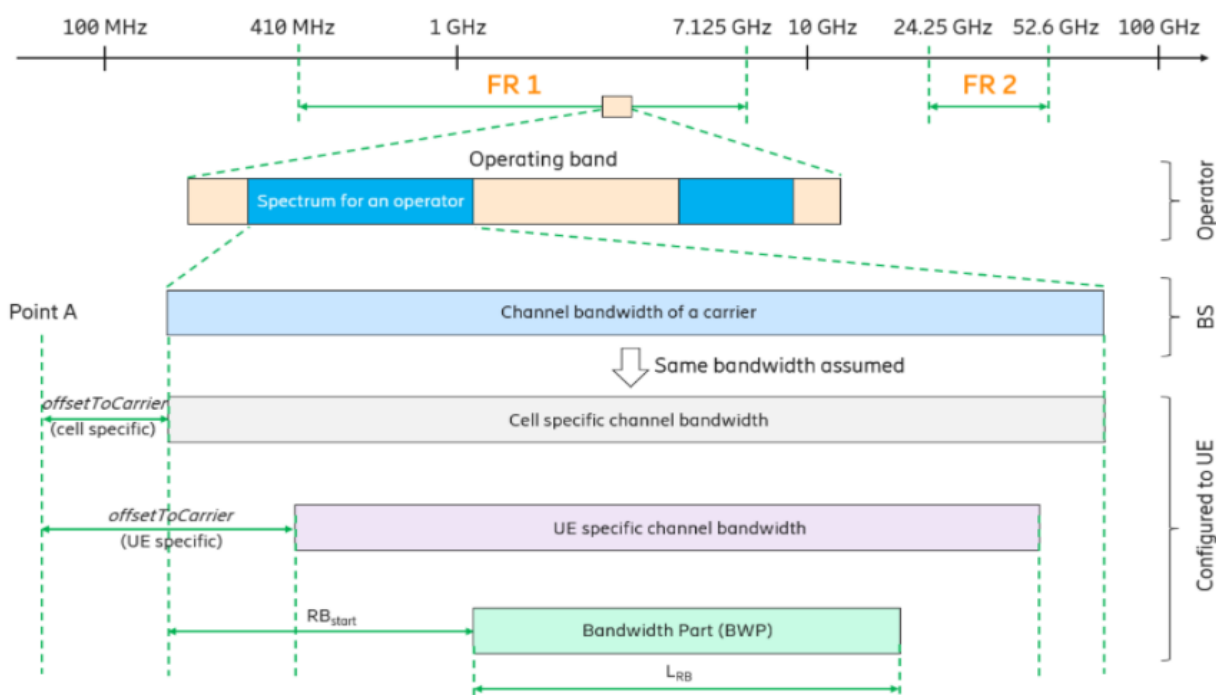 100 MHz 410 MHz 1 GHz 7.125 GHz 10 GHz 24.25 GHz 52.6 GHz 100 GHz
FR 1 FR 2
Operating band
Spectrum for an operator
Operator
Point A
Channel bandwidth of a carrier
BS
Same bandwidth assumed
offsetToCarrier
(cell specific)
Cell specific channel bandwidth
offsetToCarrier
(UE specific)
UE specific channel bandwidth
Configured to UE
RBstart
Bandwidth Part (BWP)
LRB